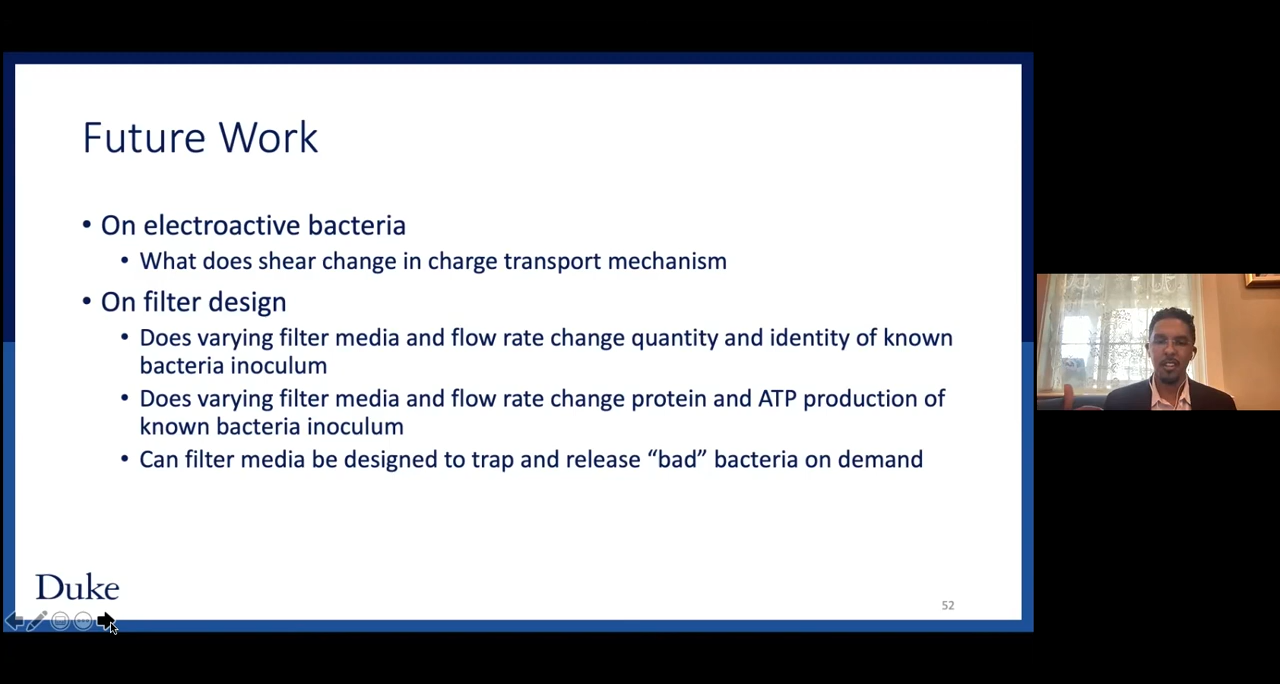 Future Work
• On electroactive bacteria
• What does shear change in charge transport mechanism
• On filter design
• Does varying filter media and flow rate change quantity and identity of known
bacteria inoculum
• Does varying filter media and flow rate change protein and ATP production of
known bacteria inoculum
• Can filter media be designed to trap and release “bad” bacteria on demand
Duke
52